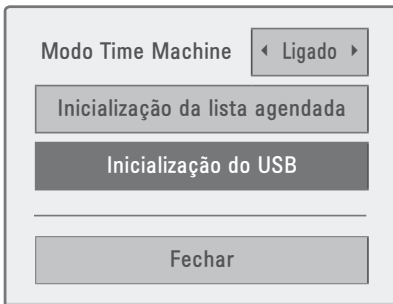 Modo Time Machine ◀ Ligado ▶
Inicialização da lista agendada
Inicialização do USB
Fechar